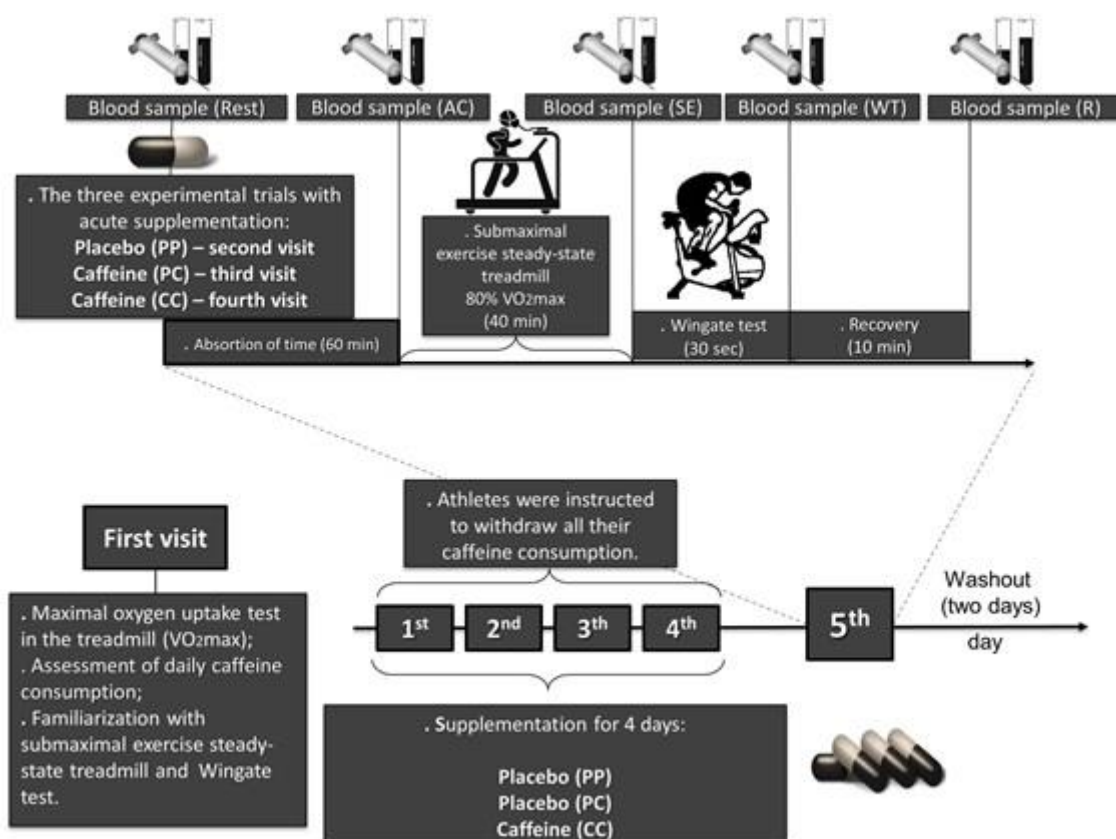 Blood sample (Rest)
Blood sample (AC)
Blood sample (SE)
Blood sample (WT)
Blood sample (R)
. The three experimental trials with
acute supplementation:
Placebo (PP) – second visit
Caffeine (PC) – third visit
Caffeine (CC) – fourth visit
. Submaximal
exercise steady-state
treadmill
80% VO2max
(40 min)
. Absortion of time (60 min)
. Wingate test
(30 sec)
. Recovery
(10 min)
. Athletes were instructed
to withdraw all their
caffeine consumption.
First visit
. Maximal oxygen uptake test
in the treadmill (VO2max);
. Assessment of daily caffeine
consumption;
. Familiarization with
submaximal exercise steady-
state treadmill and Wingate
test.
1st
2nd
3th
4th
5th
Washout
(two days)
day
. Supplementation for 4 days:
Placebo (PP)
Placebo (PC)
Caffeine (CC)